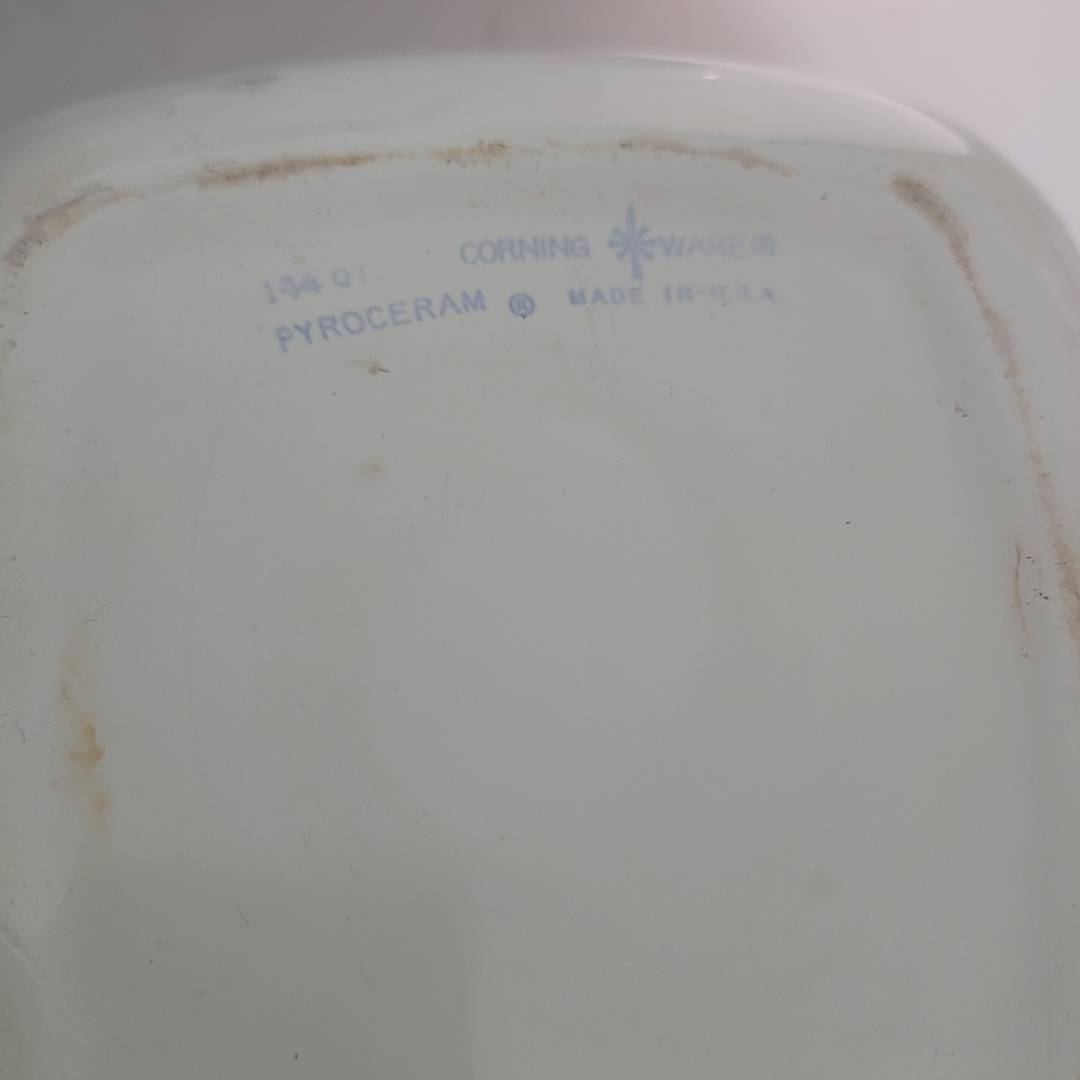 CORNING WARE®
1¾ QT
PYROCERAM ® MADE IN U.S.A.